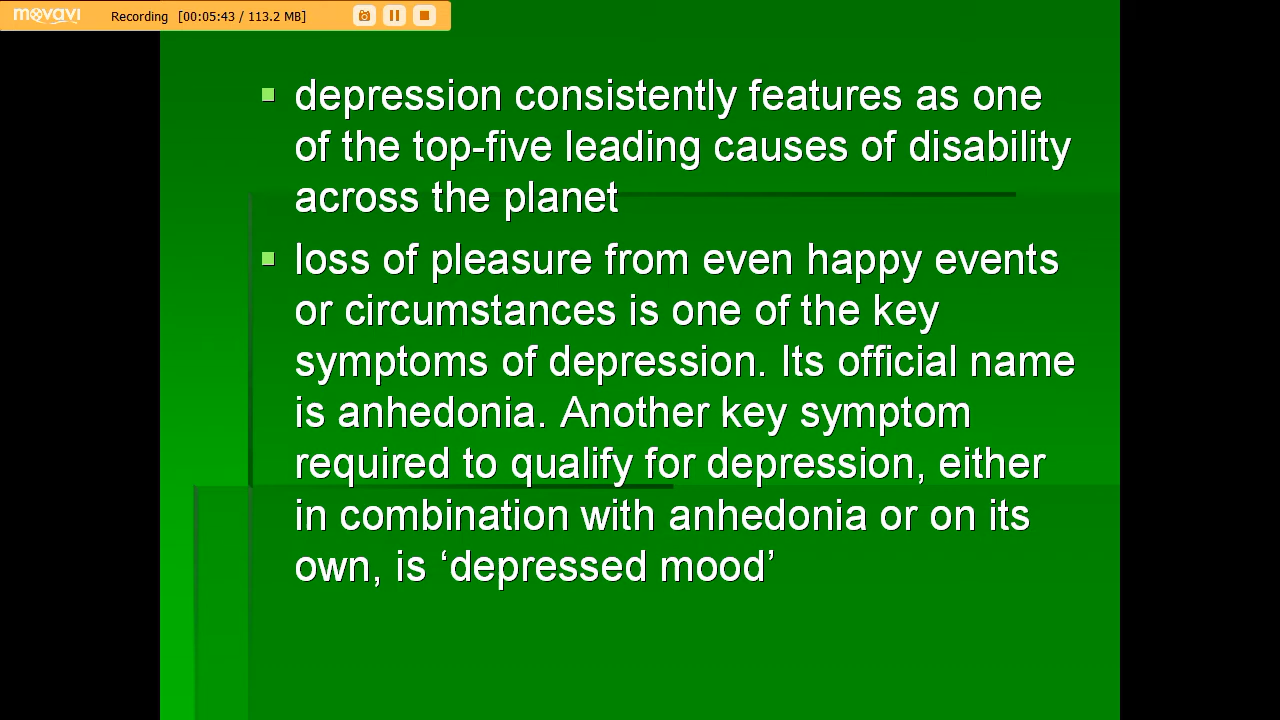 movavi Recording [00:05:43 / 113.2 MB]
depression consistently features as one
of the top-five leading causes of disability
across the planet
loss of pleasure from even happy events
or circumstances is one of the key
symptoms of depression. Its official name
is anhedonia. Another key symptom
required to qualify for depression, either
in combination with anhedonia or on its
own, is ‘depressed mood’